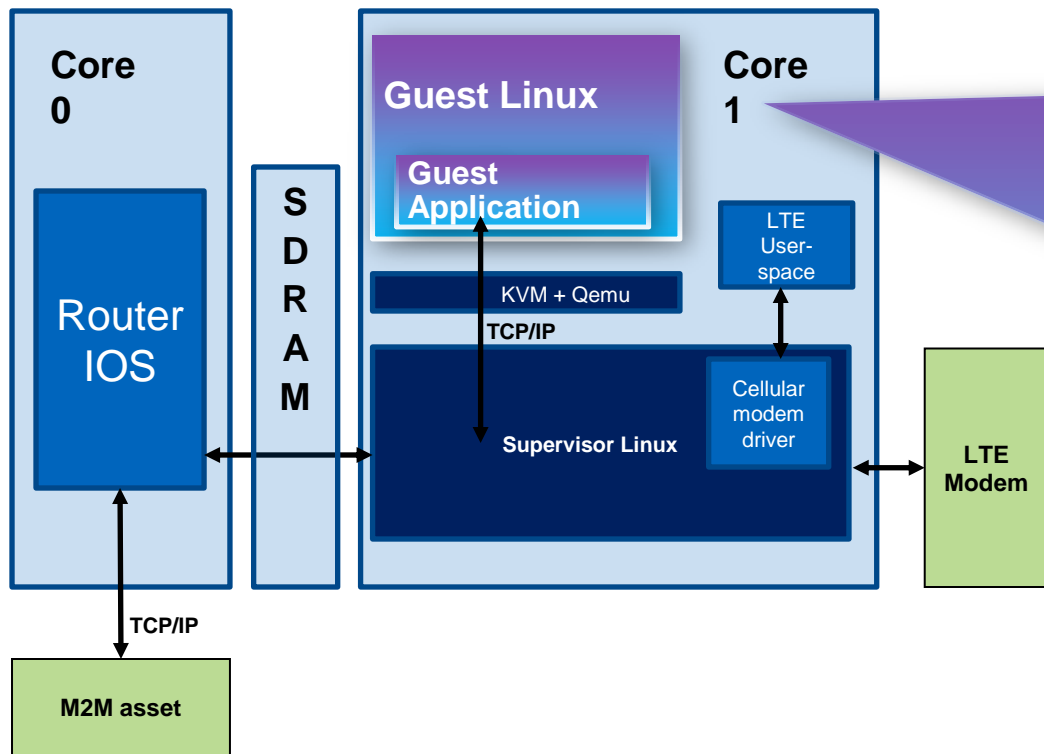 Core
0
Router
IOS
TCP/IP
M2M asset
S
D
R
A
M
Guest Linux
Guest
Application
Core
1
LTE
User-
space
KVM + Qemu
TCP/IP
Cellular
modem
driver
Supervisor Linux
LTE
Modem